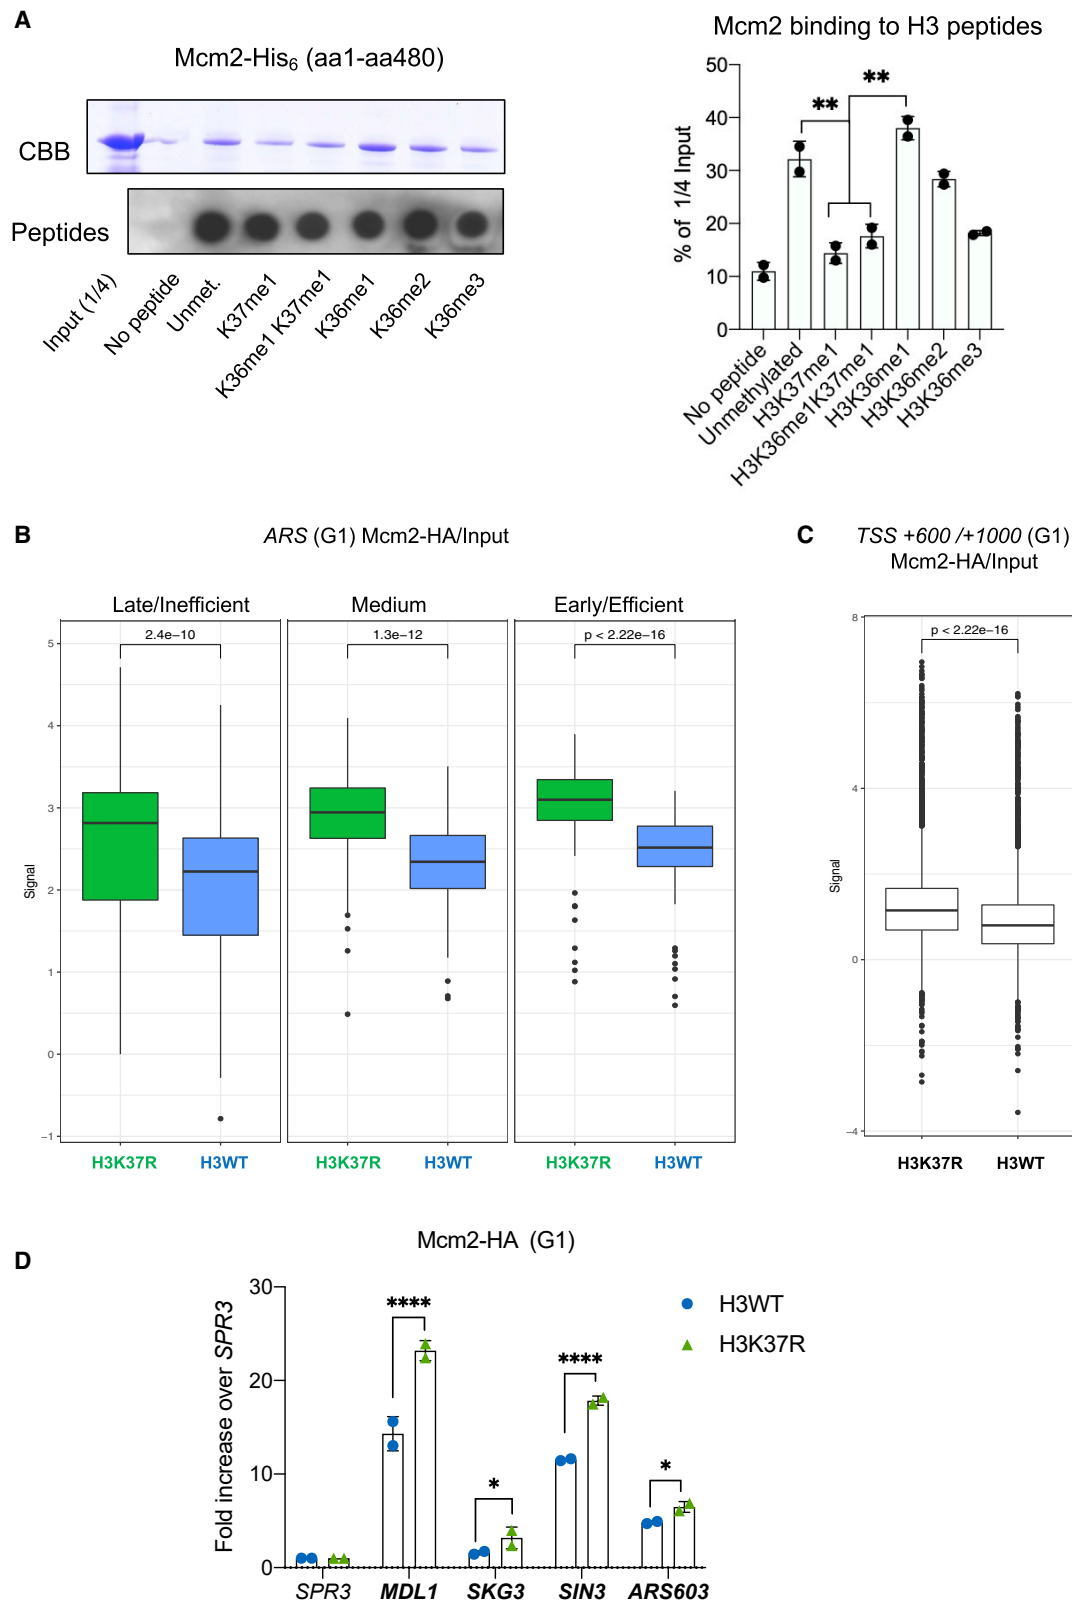 A
Mcm2-His6 (aa1-aa480)
CBB
Peptides
Input (1/4)
No peptide
Unmet.
K37me1
K36me1 K37me1
K36me1
K36me2
K36me3
Mcm2 binding to H3 peptides
% of 1/4 Input
50
40
30
20
10
0
**
**
No peptide
Unmethylated
H3K37me1
H3K36me1K37me1
H3K36me1
H3K36me2
H3K36me3
B
ARS (G1) Mcm2-HA/Input
Late/Inefficient
Medium
Early/Efficient
2.4e−10
1.3e−12
p < 2.22e−16
Signal
5
4
3
2
1
0
−1
H3K37R
H3WT
H3K37R
H3WT
H3K37R
H3WT
C
TSS +600 /+1000 (G1)
Mcm2-HA/Input
p < 2.22e−16
Signal
8
4
0
−4
H3K37R
H3WT
D
Mcm2-HA (G1)
Fold increase over SPR3
30
20
10
0
****
*
****
*
H3WT
H3K37R
SPR3
MDL1
SKG3
SIN3
ARS603